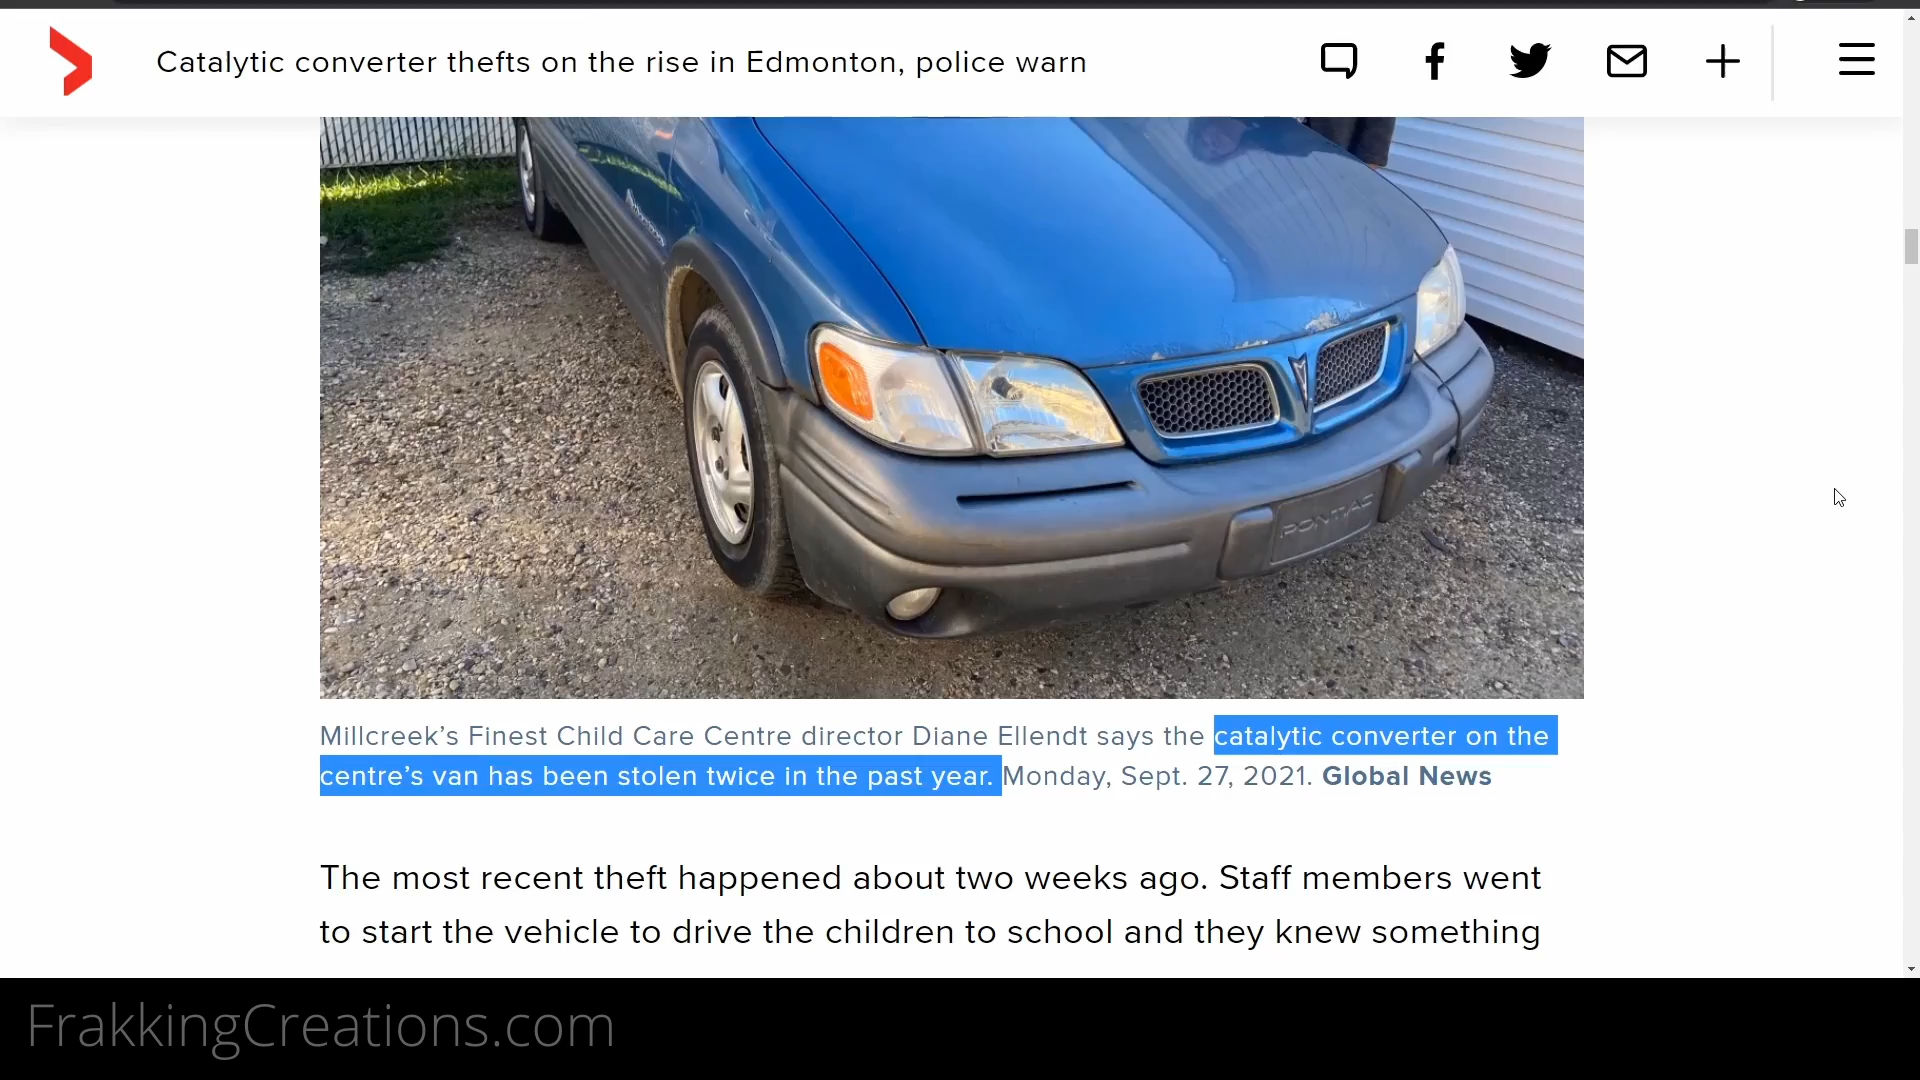 Catalytic converter thefts on the rise in Edmonton, police warn
PONTIAC
Millcreek’s Finest Child Care Centre director Diane Ellendt says the catalytic converter on the
centre’s van has been stolen twice in the past year. Monday, Sept. 27, 2021. Global News
The most recent theft happened about two weeks ago. Staff members went
to start the vehicle to drive the children to school and they knew something
FrakkingCreations.com